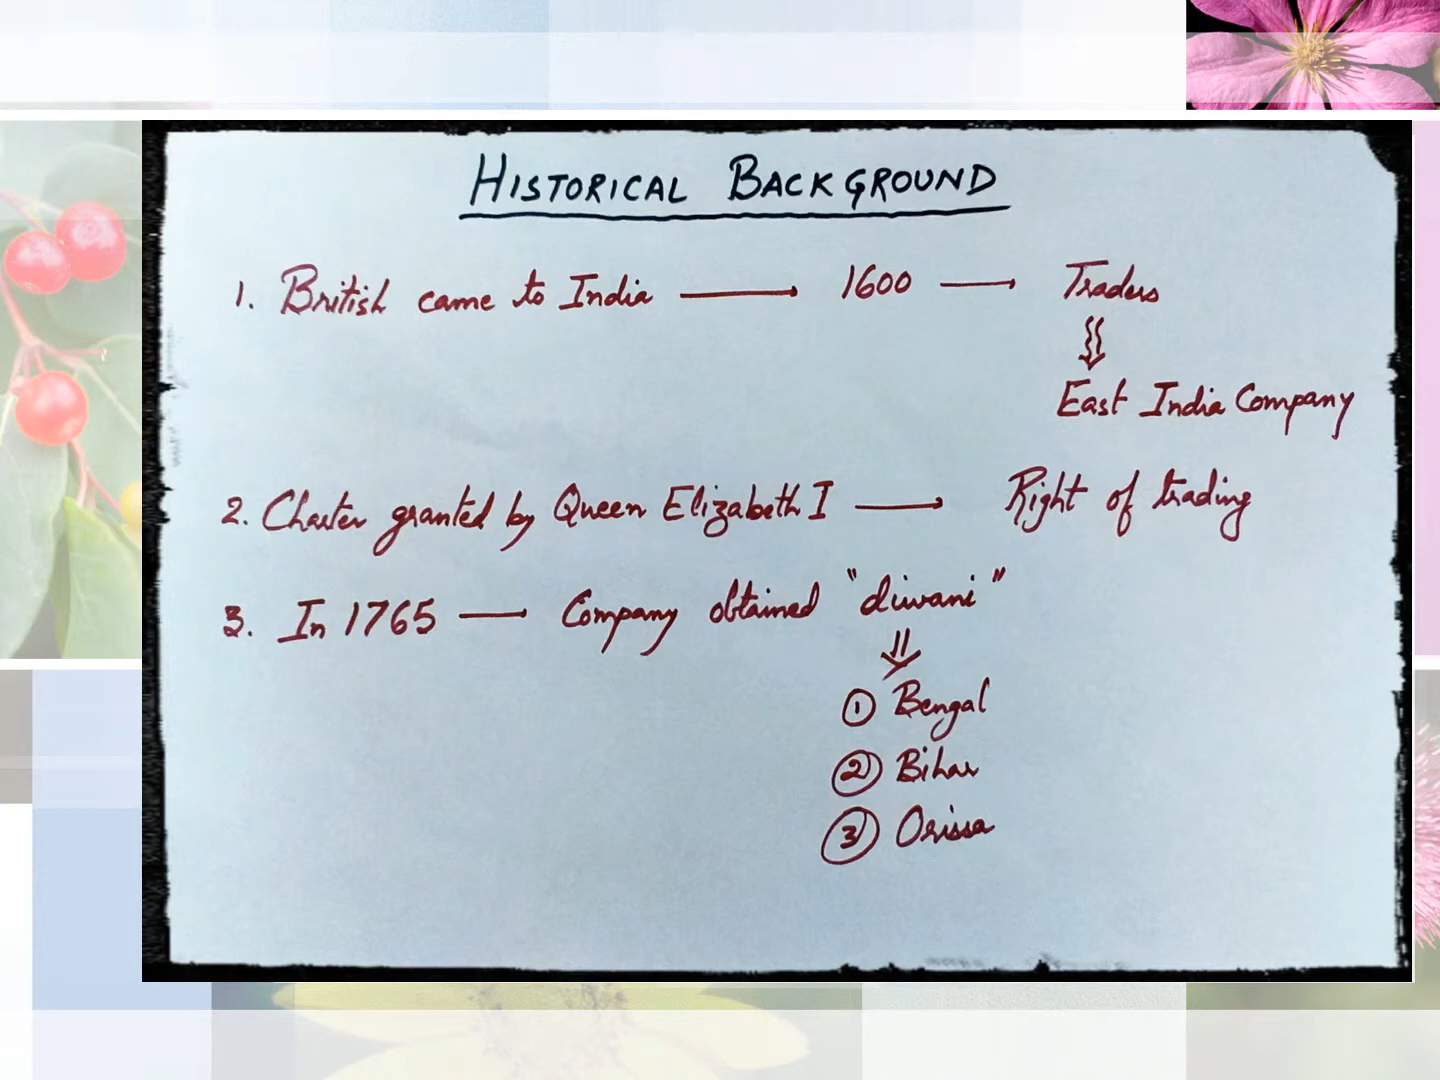 HISTORICAL BACKGROUND
1. British came to India → 1600 → Traders
East India Company
2. Charter granted by Queen Elizabeth I → Right of trading
3. In 1765 — Company obtained "diwani"
① Bengal
② Bihar
③ Orissa